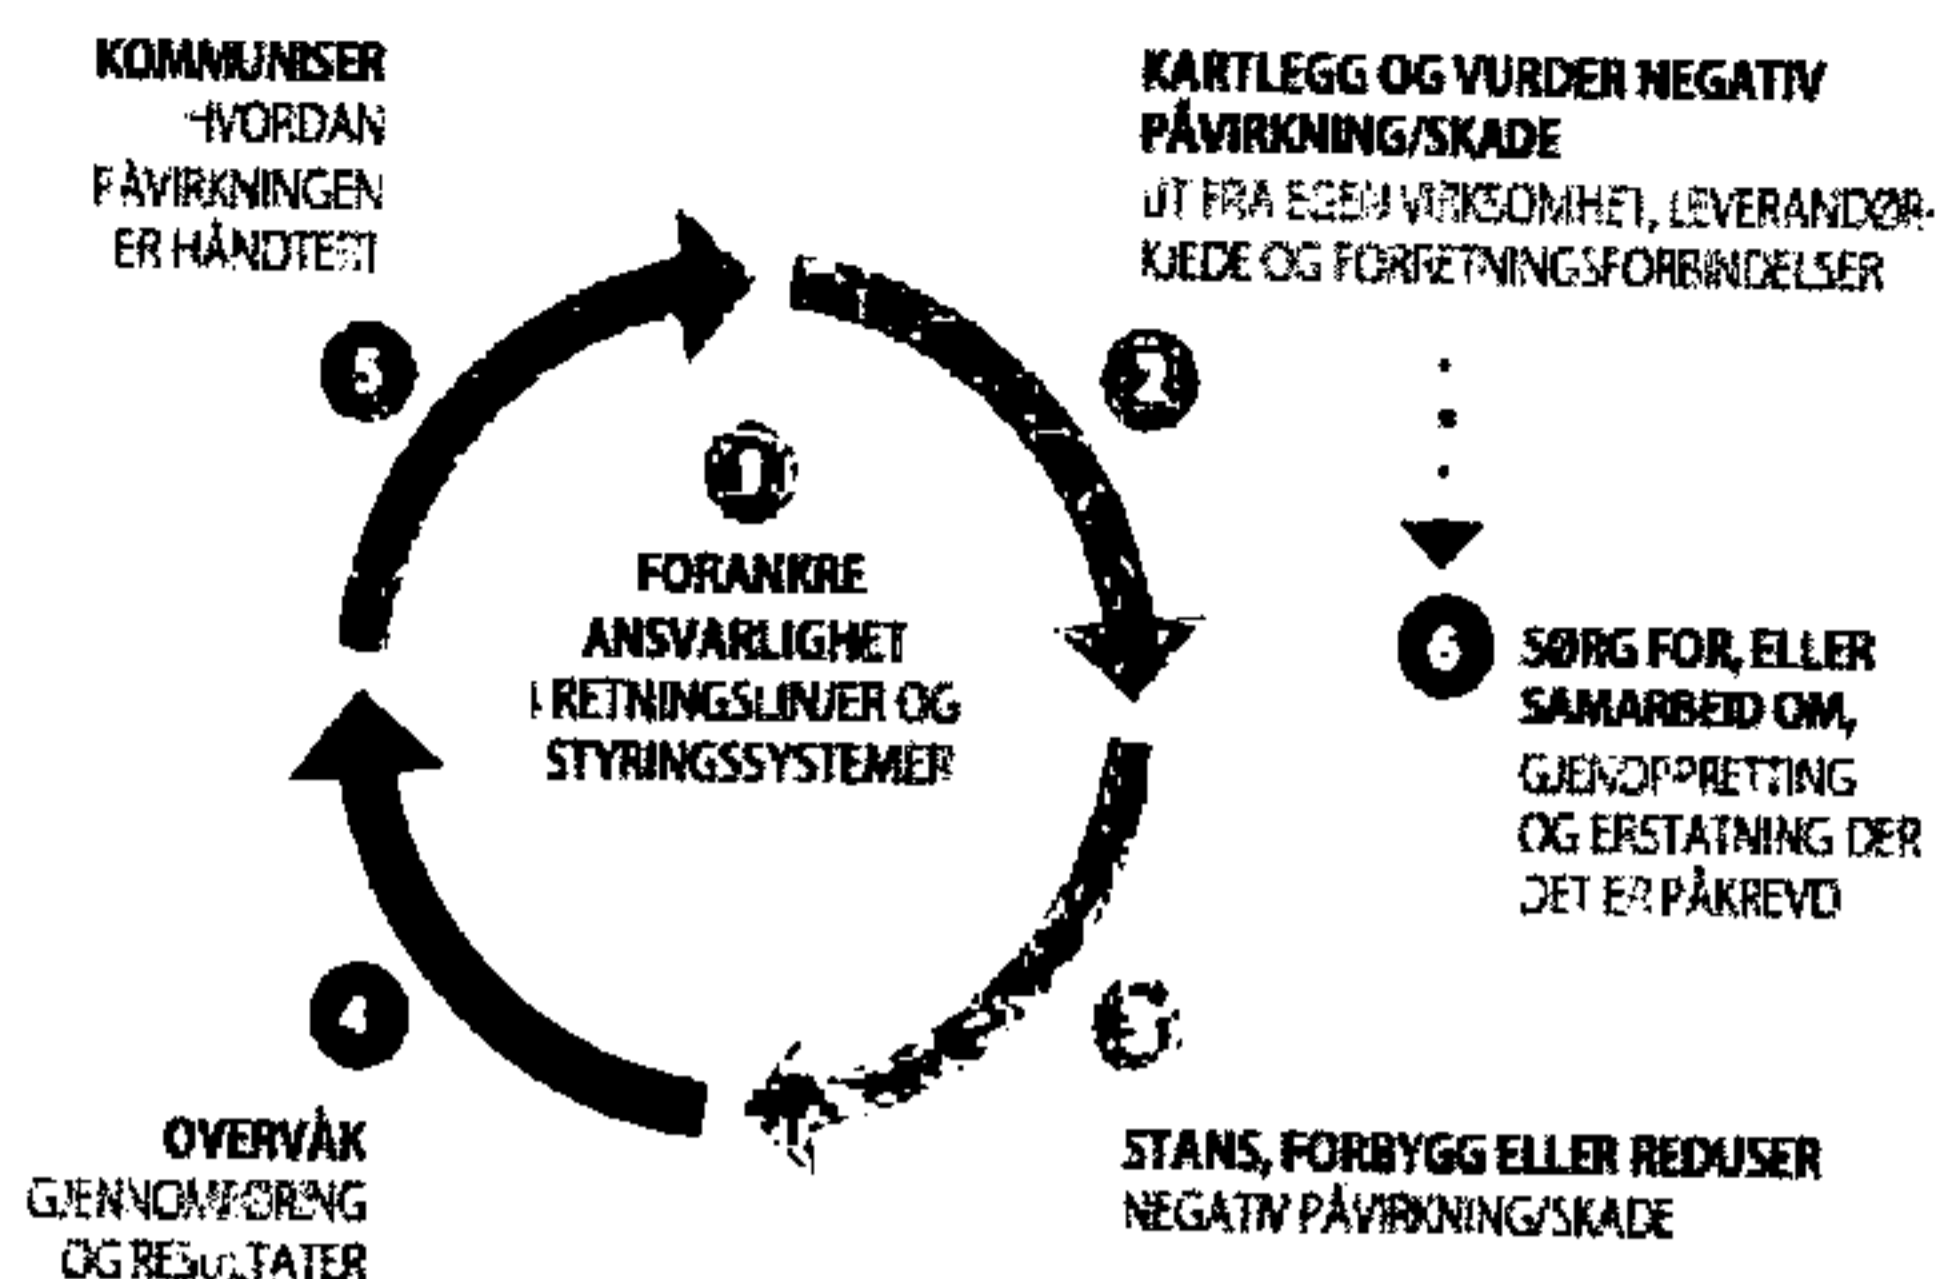 1
FORANKRE
ANSVARLIGHET
I RETNINGSLINJER OG
STYRINGSSYSTEMER
2
KARTLEGG OG VURDER NEGATIV
PÅVIRKNING/SKADE
UT FRA EGEN VIRKSOMHET, LEVERANDØR-
KJEDE OG FORRETNINGSFORBINDELSER
STANS, FORBYGG ELLER REDUSER
NEGATIV PÅVIRKNING/SKADE
4
OVERVÅK
GJENNOMFØRING
OG RESULTATER
5
KOMMUNISER
HVORDAN
PÅVIRKNINGEN
ER HÅNDTERT
6
SØRG FOR, ELLER
SAMARBEID OM,
GJENOPPRETTING
OG ERSTATNING DER
DET ER PÅKREVD